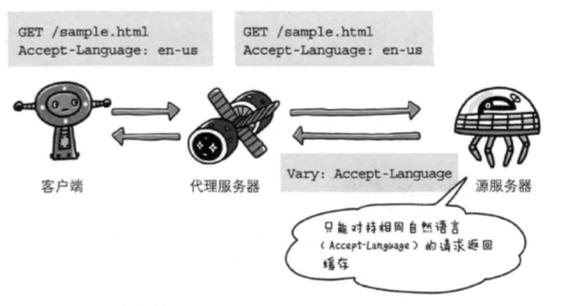 GET /sample.html
Accept-Language: en-us
GET /sample.html
Accept-Language: en-us
客户端
代理服务器
Vary: Accept-Language
源服务器
只能对持相同自然语言
(Accept-Language)的请求返回
缓存